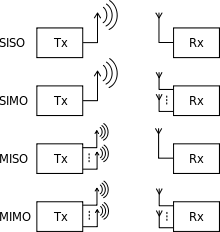 SISO Tx Rx
SIMO Tx Rx
MISO Tx Rx
MIMO Tx Rx